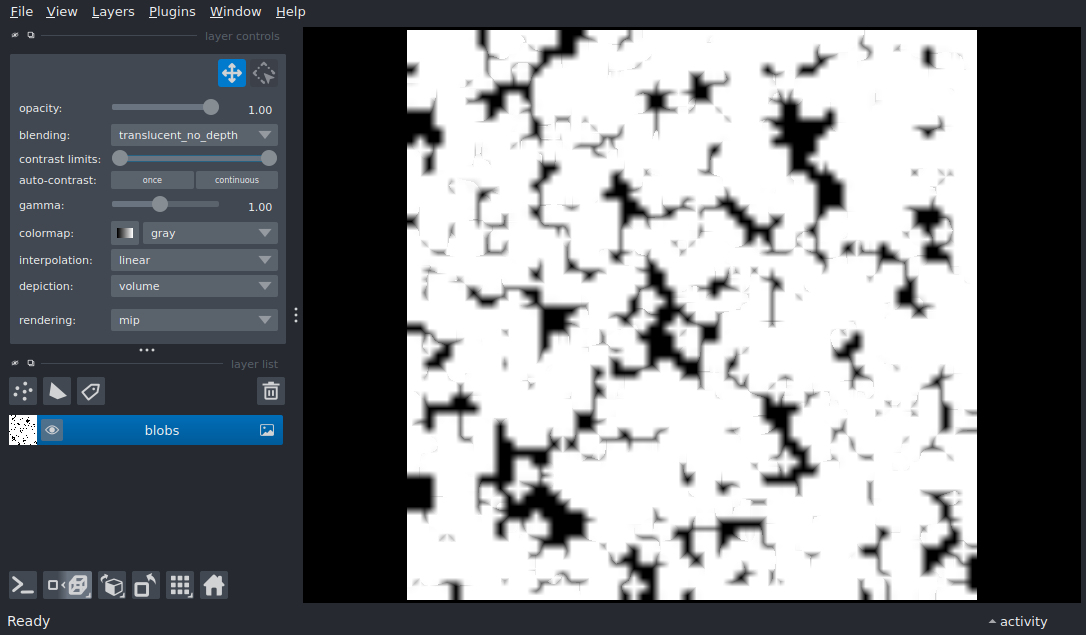 File View Layers Plugins Window Help
layer controls
opacity: 1.00
blending: translucent_no_depth
contrast limits:
auto-contrast: once continuous
gamma: 1.00
colormap: gray
interpolation: linear
depiction: volume
rendering: mip
layer list
blobs
Ready activity